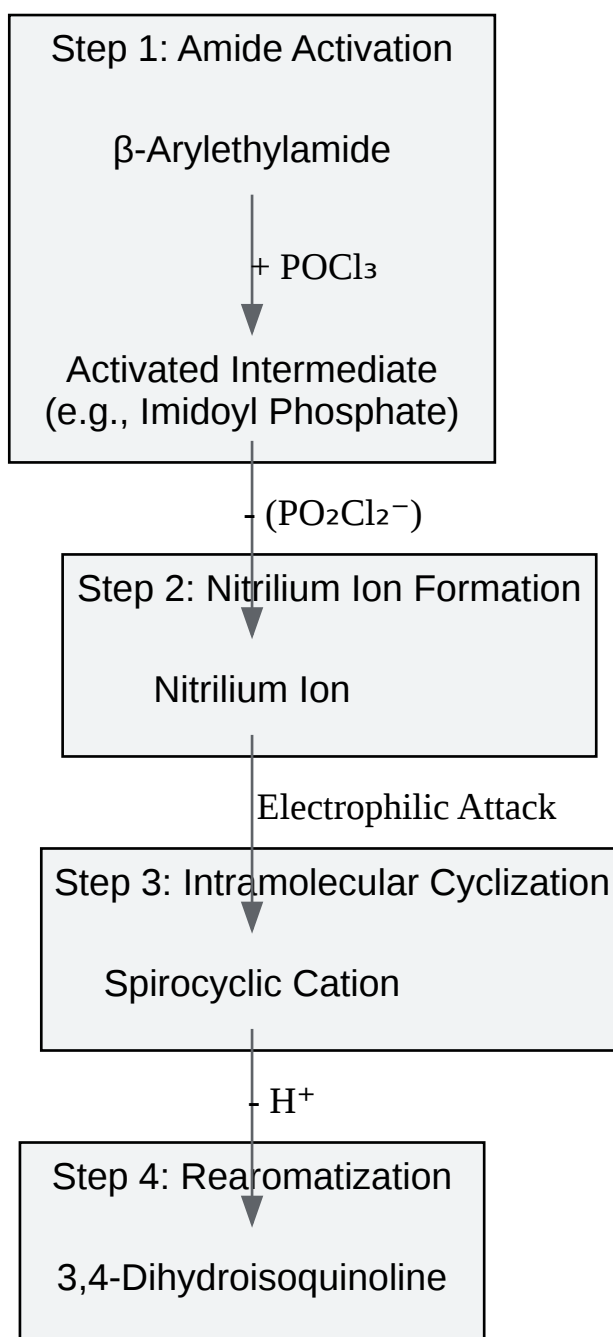 Step 1: Amide Activation
β-Arylethylamide
+ POCl₃
Activated Intermediate
(e.g., Imidoyl Phosphate)
- (PO₂Cl₂⁻)
Step 2: Nitrilium Ion Formation
Nitrilium Ion
Electrophilic Attack
Step 3: Intramolecular Cyclization
Spirocyclic Cation
- H⁺
Step 4: Rearomatization
3,4-Dihydroisoquinoline